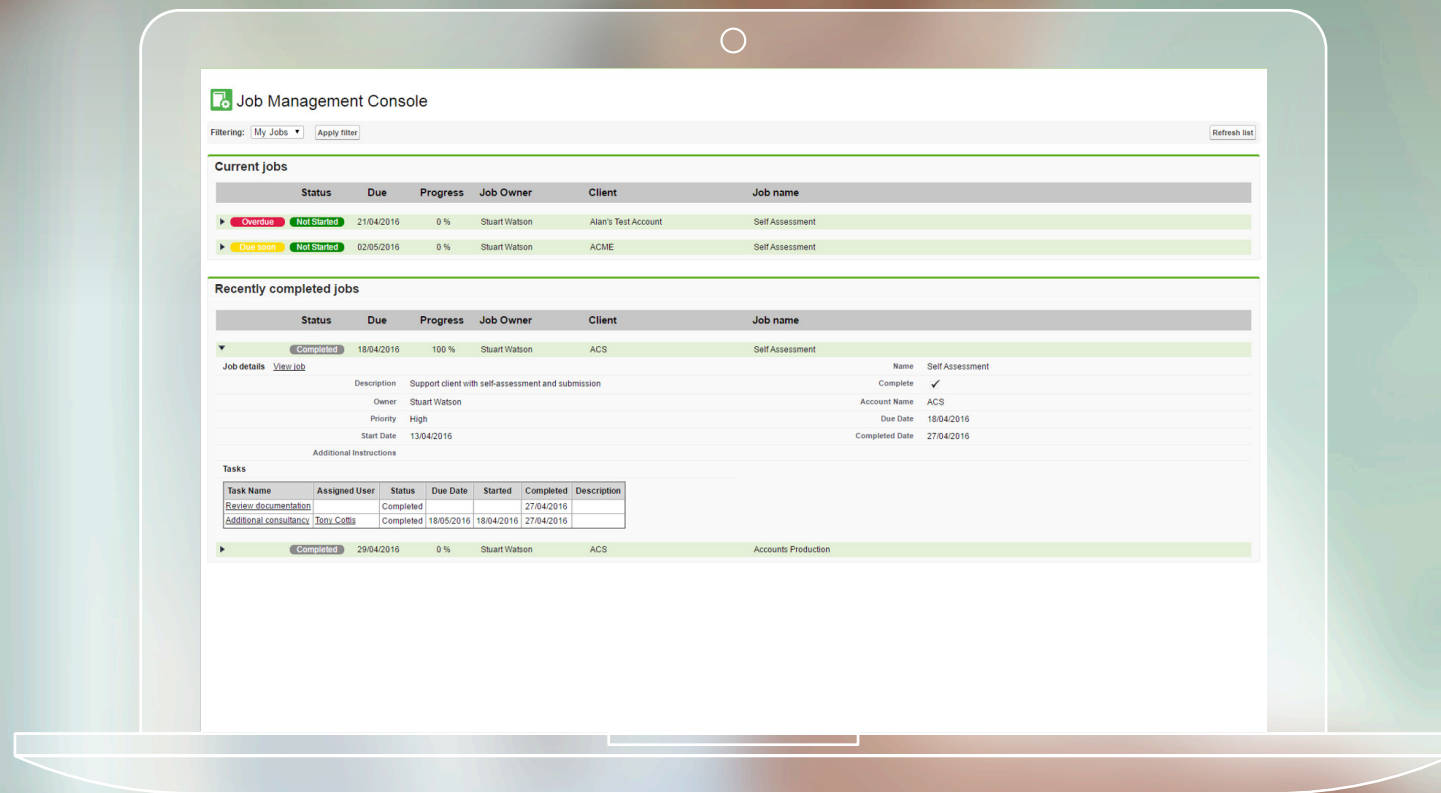 Job Management Console
Filtering: My Jobs Apply filter Refresh list
Current jobs
Status Due Progress Job Owner Client Job name
Overdue Not Started 21/04/2016 0 % Stuart Watson Alan's Test Account Self Assessment
Due soon Not Started 02/05/2016 0 % Stuart Watson ACME Self Assessment
Recently completed jobs
Status Due Progress Job Owner Client Job name
Completed 18/04/2016 100 % Stuart Watson ACS Self Assessment
Job details View job Name Self Assessment
Description Support client with self-assessment and submission Complete ✓
Owner Stuart Watson Account Name ACS
Priority High Due Date 18/04/2016
Start Date 13/04/2016 Completed Date 27/04/2016
Additional Instructions
Tasks
Task Name Assigned User Status Due Date Started Completed Description
Review documentation Completed 27/04/2016
Additional consultancy Tony Cottis Completed 18/05/2016 18/04/2016 27/04/2016
Completed 29/04/2016 0 % Stuart Watson ACS Accounts Production